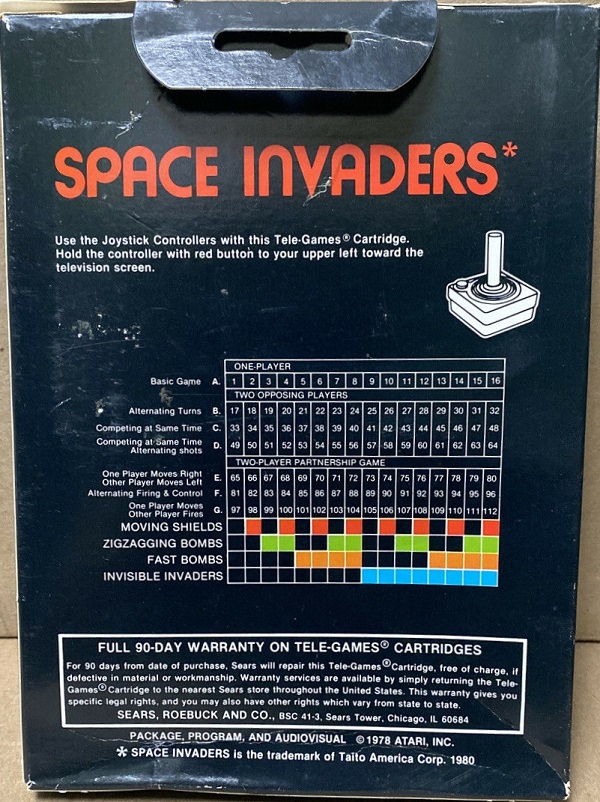 SPACE INVADERS*
Use the Joystick Controllers with this Tele-Games® Cartridge.
Hold the controller with red button to your upper left toward the
television screen.
ONE-PLAYER
Basic Game A. 1 2 3 4 5 6 7 8 9 10 11 12 13 14 15 16
TWO OPPOSING PLAYERS
Alternating Turns B. 17 18 19 20 21 22 23 24 25 26 27 28 29 30 31 32
Competing at Same Time C. 33 34 35 36 37 38 39 40 41 42 43 44 45 46 47 48
Competing at Same Time
Alternating shots D. 49 50 51 52 53 54 55 56 57 58 59 60 61 62 63 64
TWO-PLAYER PARTNERSHIP GAME
One Player Moves Right
Other Player Moves Left E. 65 66 67 68 69 70 71 72 73 74 75 76 77 78 79 80
Alternating Firing & Control F. 81 82 83 84 85 86 87 88 89 90 91 92 93 94 95 96
One Player Moves
Other Player Fires G. 97 98 99 100 101 102 103 104 105 106 107 108 109 110 111 112
MOVING SHIELDS
ZIGZAGGING BOMBS
FAST BOMBS
INVISIBLE INVADERS
FULL 90-DAY WARRANTY ON TELE-GAMES® CARTRIDGES
For 90 days from date of purchase, Sears will repair this Tele-Games® Cartridge, free of charge, if
defective in material or workmanship. Warranty services are available by simply returning the Tele-
Games® Cartridge to the nearest Sears store throughout the United States. This warranty gives you
specific legal rights, and you may also have other rights which vary from state to state.
SEARS, ROEBUCK AND CO., BSC 41-3, Sears Tower, Chicago, IL 60684
PACKAGE, PROGRAM, AND AUDIOVISUAL ©1978 ATARI, INC.
* SPACE INVADERS is the trademark of Taito America Corp. 1980